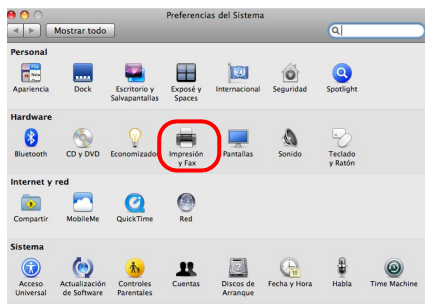 Preferencias del Sistema
Mostrar todo
Personal
Apariencia
Dock
Escritorio y Salvapantallas
Exposé y Spaces
Internacional
Seguridad
Spotlight
Hardware
Bluetooth
CD y DVD
Economizador
Impresión y Fax
Pantallas
Sonido
Teclado y Ratón
Internet y red
Compartir
MobileMe
QuickTime
Red
Sistema
Acceso Universal
Actualización de Software
Controles Parentales
Cuentas
Discos de Arranque
Fecha y Hora
Habla
Time Machine